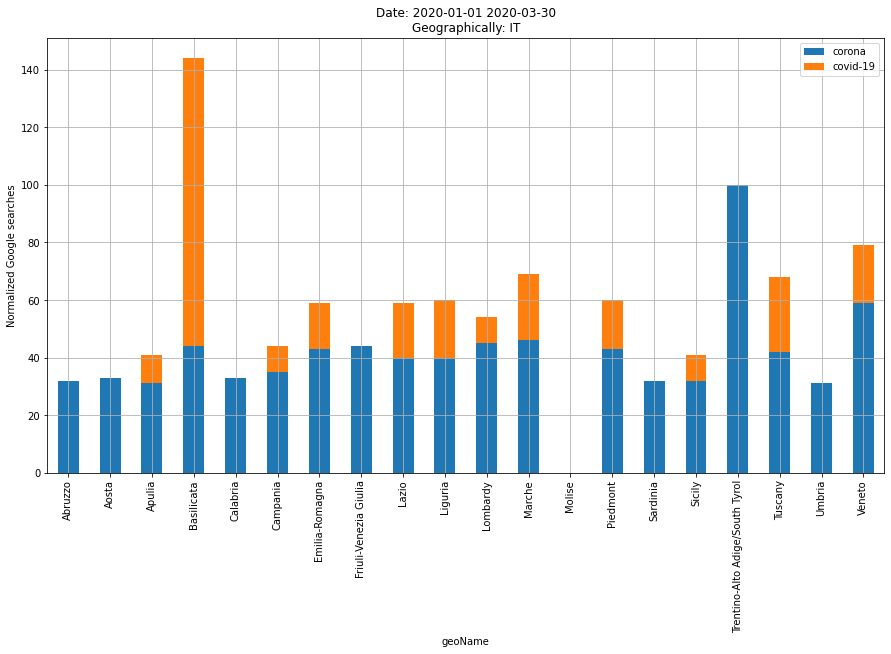 Date: 2020-01-01 2020-03-30
Geographically: IT
corona
covid-19
Normalized Google searches
140
120
100
80
60
40
20
0
Abruzzo
Aosta
Apulia
Basilicata
Calabria
Campania
Emilia-Romagna
Friuli-Venezia Giulia
Lazio
Liguria
Lombardy
Marche
Molise
Piedmont
Sardinia
Sicily
Trentino-Alto Adige/South Tyrol
Tuscany
Umbria
Veneto
geoName